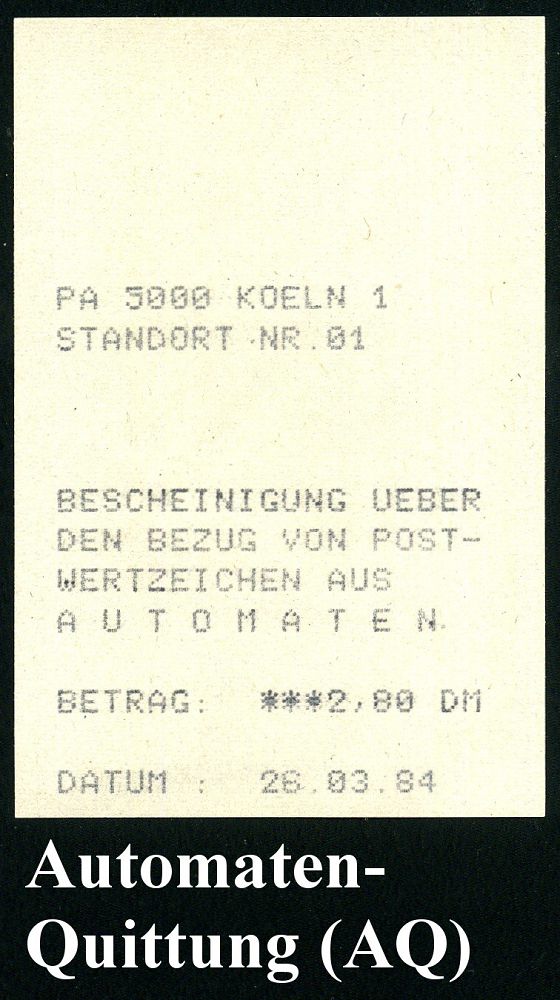 PA 5000 KOELN 1
STANDORT NR.01
BESCHEINIGUNG UEBER
DEN BEZUG VON POST-
WERTZEICHEN AUS
A U T O M A T E N
BETRAG: ***2,80 DM
DATUM : 26.03.84
Automaten-
Quittung (AQ)